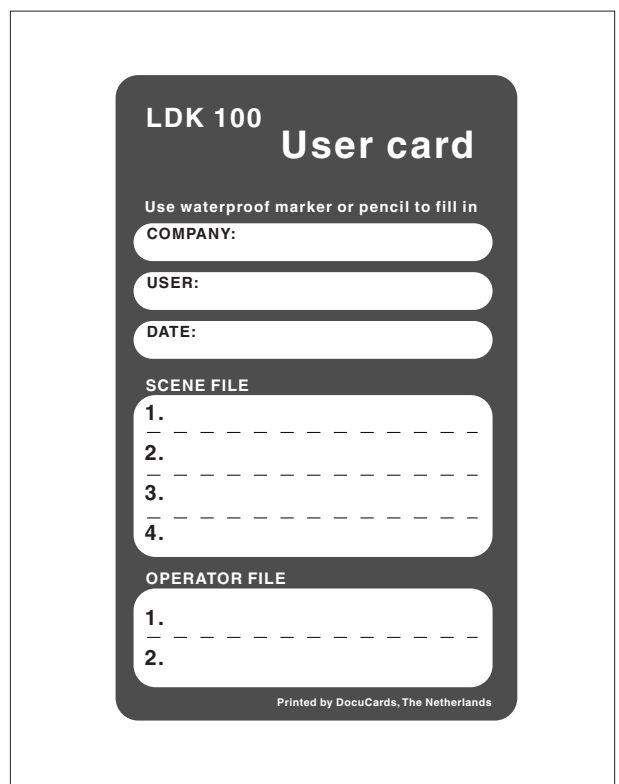 LDK 100
User card
Use waterproof marker or pencil to fill in
COMPANY:
USER:
DATE:
SCENE FILE
1.
2.
3.
4.
OPERATOR FILE
1.
2.
Printed by DocuCards, The Netherlands